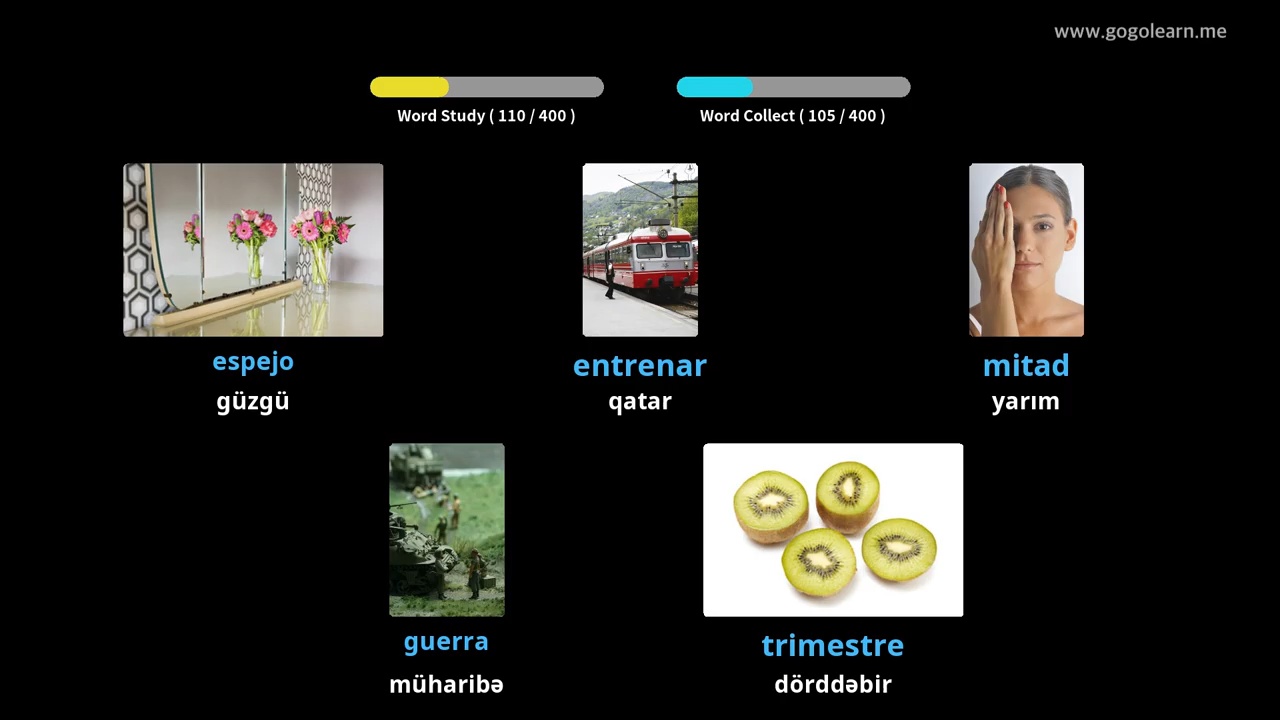 www.gogolearn.me
Word Study ( 110 / 400 )
Word Collect ( 105 / 400 )
espejo
güzgü
entrenar
qatar
mitad
yarım
guerra
müharibə
trimestre
dörddəbir